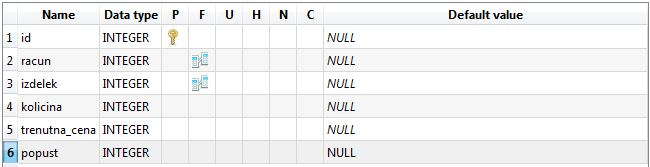 Name Data type P F U H N C Default value
1 id INTEGER NULL
2 racun INTEGER NULL
3 izdelek INTEGER NULL
4 kolicina INTEGER NULL
5 trenutna_cena INTEGER NULL
6 popust INTEGER NULL